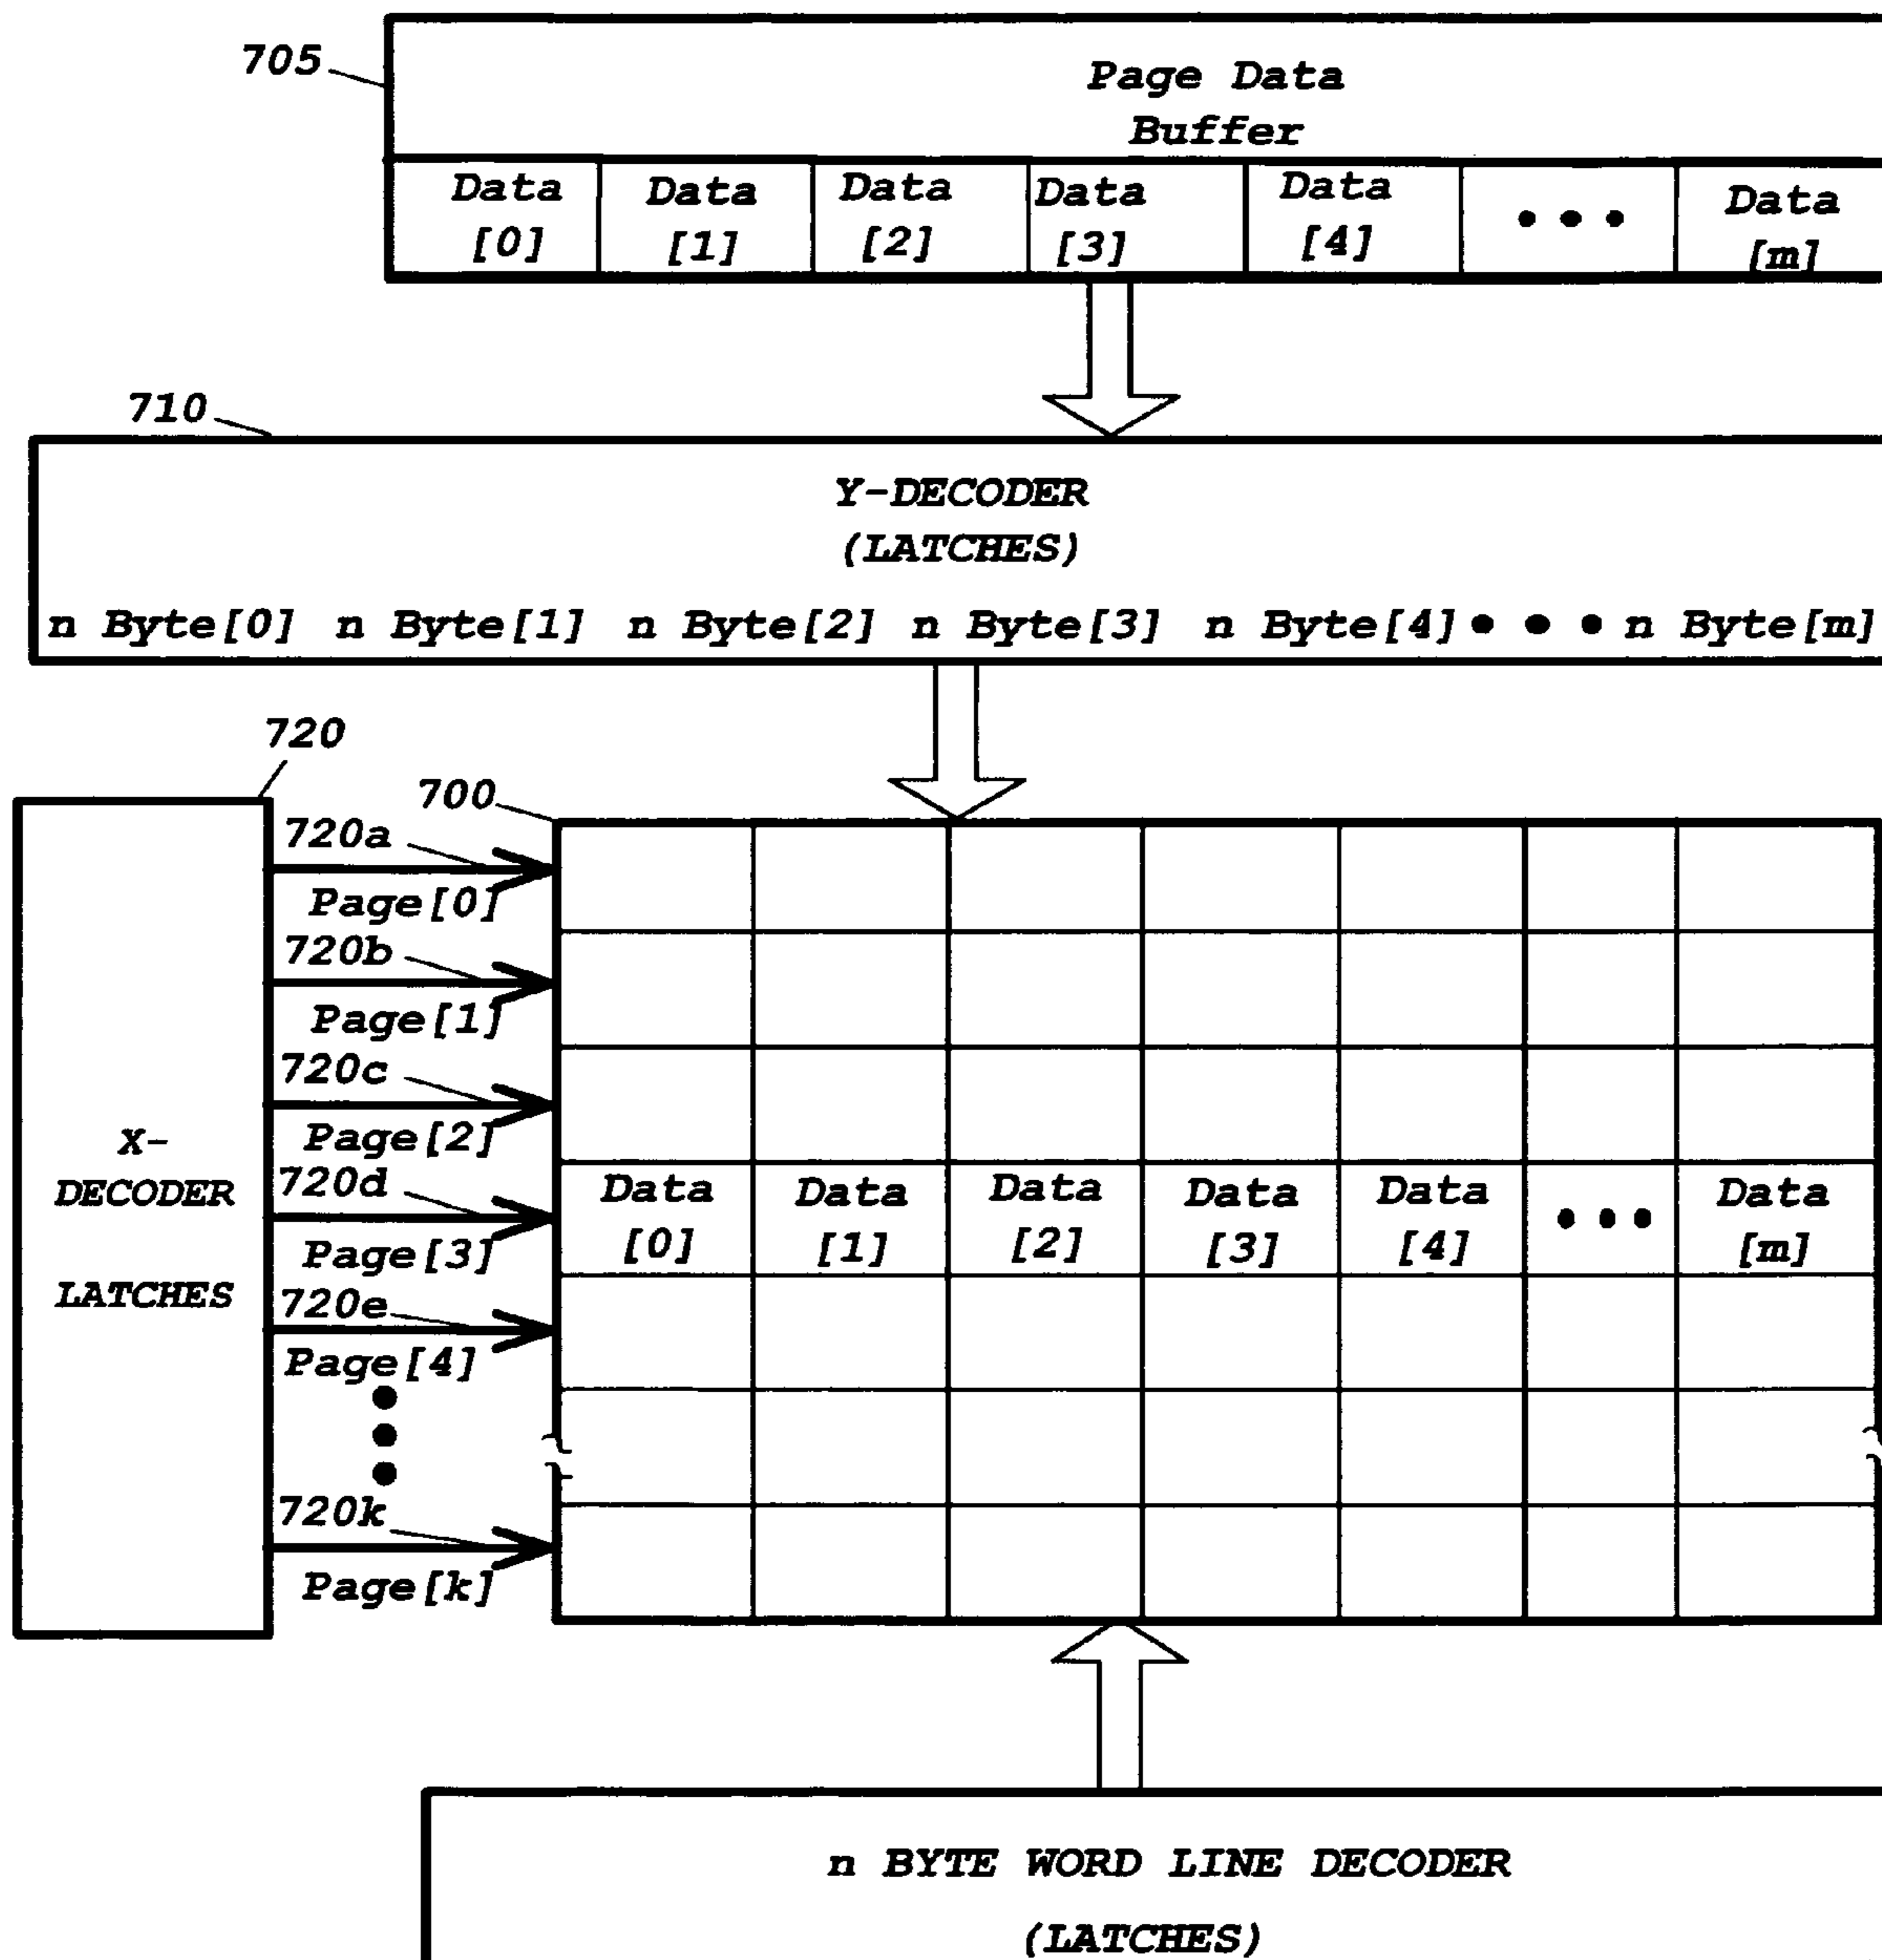 705
Page Data
Buffer
Data [0] Data [1] Data [2] Data [3] Data [4] • • • Data [m]
710
Y-DECODER
(LATCHES)
n Byte[0] n Byte[1] n Byte[2] n Byte[3] n Byte[4] • • • n Byte[m]
720
700
720a
Page[0]
720b
Page[1]
720c
Page[2]
X-
DECODER
LATCHES
720d
Data [0] Data [1] Data [2] Data [3] Data [4] • • • Data [m]
Page[3]
720e
Page[4]
720k
Page[k]
n BYTE WORD LINE DECODER
(LATCHES)